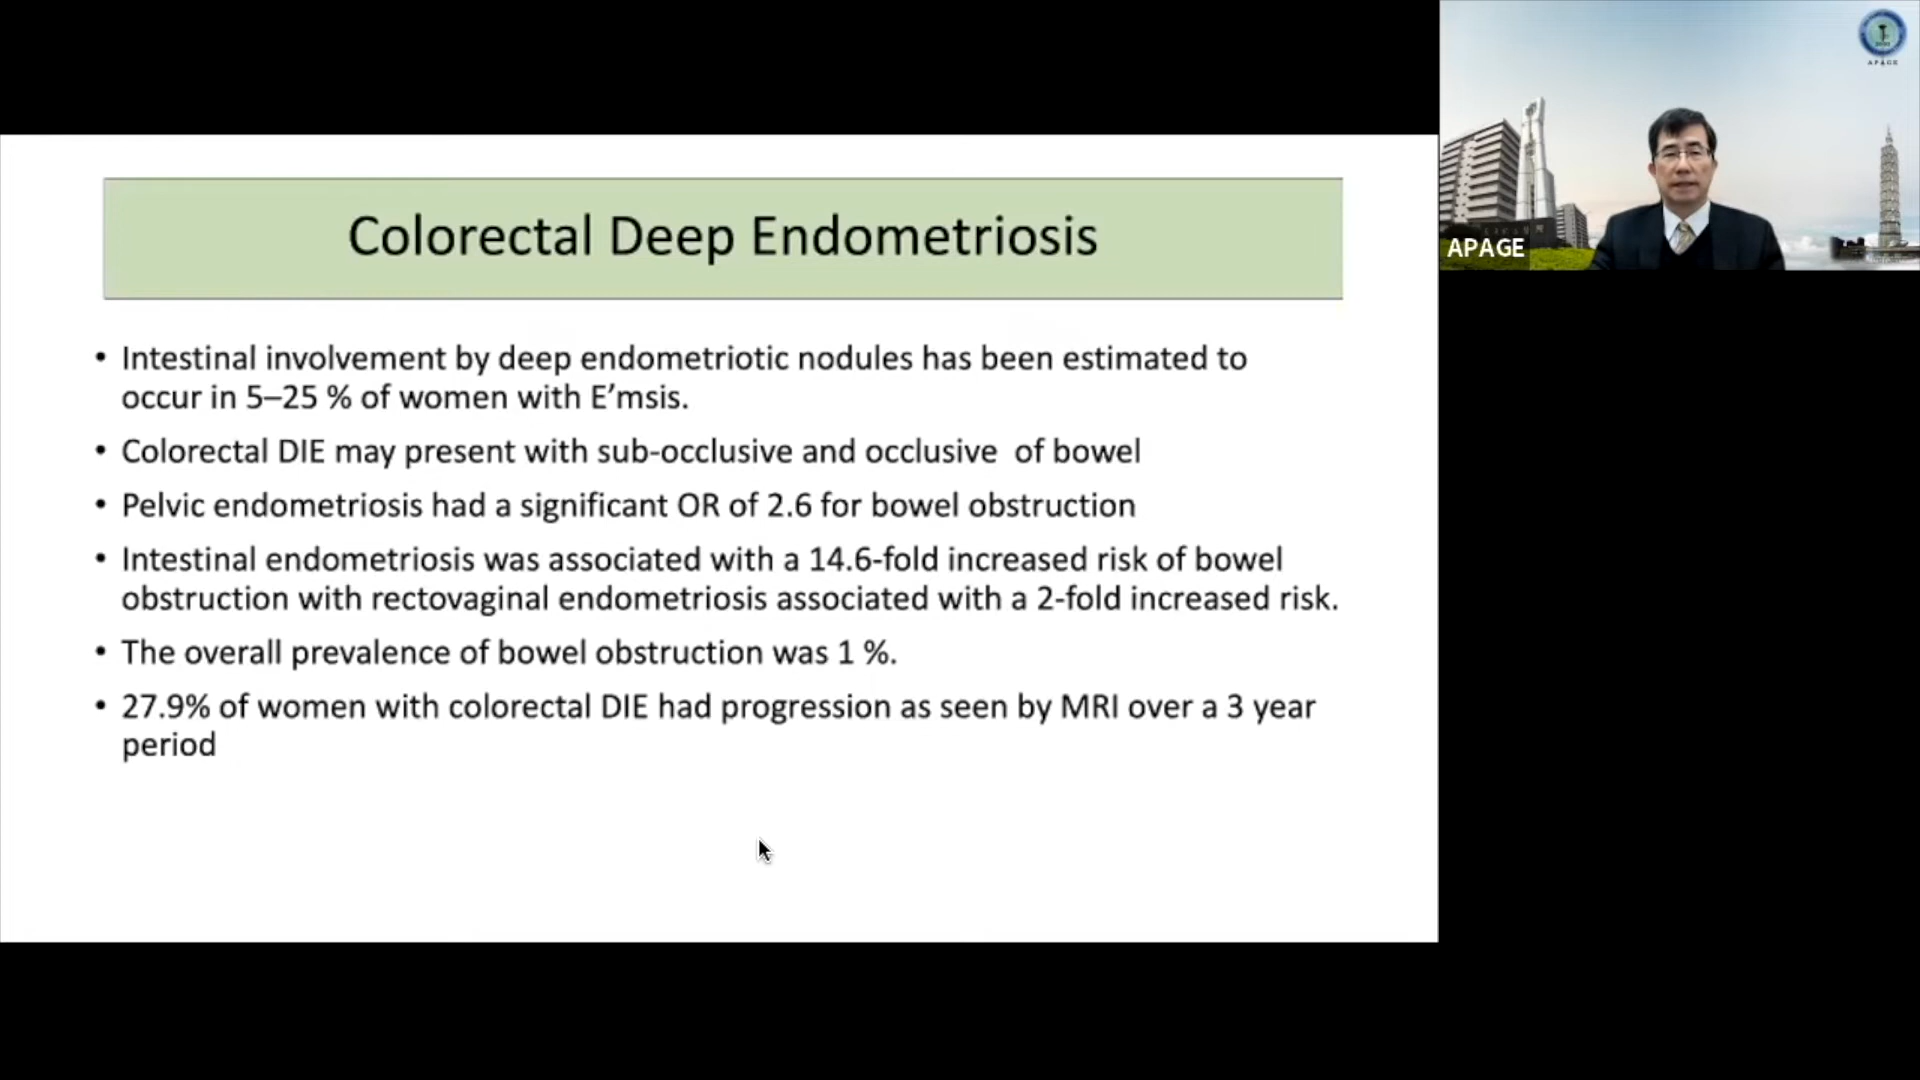 Colorectal Deep Endometriosis
• Intestinal involvement by deep endometriotic nodules has been estimated to
occur in 5–25 % of women with E’msis.
• Colorectal DIE may present with sub-occlusive and occlusive  of bowel
• Pelvic endometriosis had a significant OR of 2.6 for bowel obstruction
• Intestinal endometriosis was associated with a 14.6-fold increased risk of bowel
obstruction with rectovaginal endometriosis associated with a 2-fold increased risk.
• The overall prevalence of bowel obstruction was 1 %.
• 27.9% of women with colorectal DIE had progression as seen by MRI over a 3 year
period
APAGE
APAGE